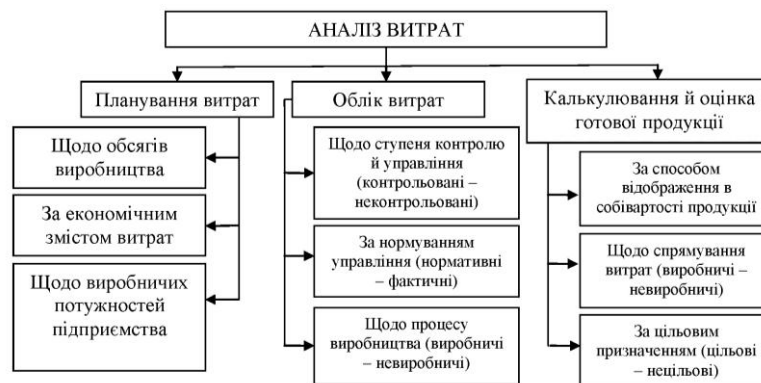 АНАЛІЗ ВИТРАТ
Планування витрат
Щодо обсягів
виробництва
За економічним
змістом витрат
Щодо виробничих
потужностей
підприємства
Облік витрат
Щодо ступеня контролю
й управління
(контрольовані –
неконтрольовані)
За нормуванням
управління (нормативні
– фактичні)
Щодо процесу
виробництва (виробничі
– невиробничі)
Калькулювання й оцінка
готової продукції
За способом
відображення в
собівартості продукції
Щодо спрямування
витрат (виробничі –
невиробничі)
За цільовим
призначенням (цільові
– нецільові)